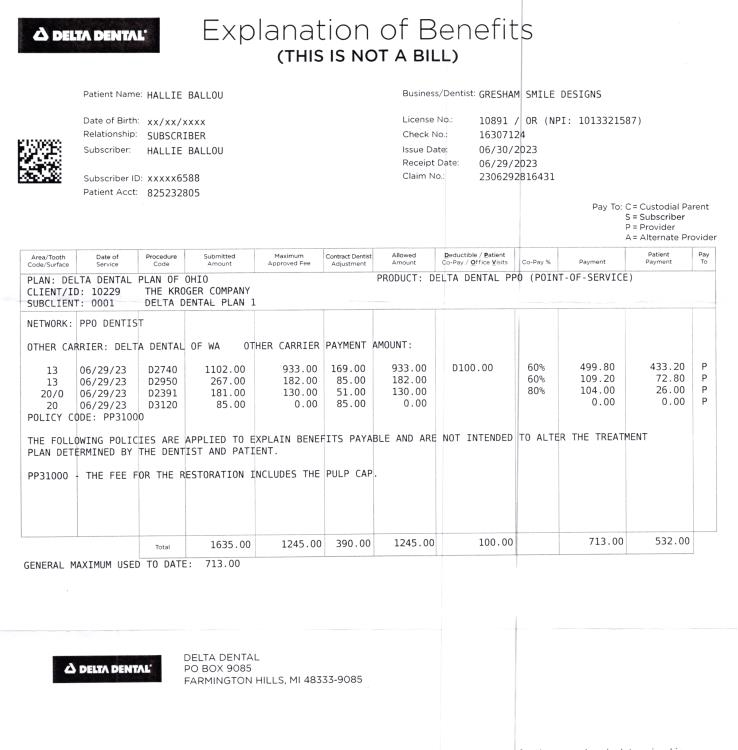 DELTA DENTAL®
Explanation of Benefits
(THIS IS NOT A BILL)
Patient Name: HALLIE BALLOU
Business/Dentist: GRESHAM SMILE DESIGNS
Date of Birth: xx/xx/xxxx
License No.: 10891 / OR (NPI: 1013321587)
Relationship: SUBSCRIBER
Check No.: 16307124
Subscriber: HALLIE BALLOU
Issue Date: 06/30/2023
Receipt Date: 06/29/2023
Subscriber ID: xxxxx6588
Claim No.: 2306292816431
Patient Acct: 825232805
Pay To: C = Custodial Parent
S = Subscriber
P = Provider
A = Alternate Provider
Area/Tooth Code/Surface Date of Service Procedure Code Submitted Amount Maximum Approved Fee Contract Dentist Adjustment Allowed Amount Deductible / Patient Co-Pay / Office Visits Co-Pay % Payment Patient Payment Pay To
PLAN: DELTA DENTAL PLAN OF OHIO PRODUCT: DELTA DENTAL PPO (POINT-OF-SERVICE)
CLIENT/ID: 10229 THE KROGER COMPANY
SUBCLIENT: 0001 DELTA DENTAL PLAN 1
NETWORK: PPO DENTIST
OTHER CARRIER: DELTA DENTAL OF WA OTHER CARRIER PAYMENT AMOUNT:
13 06/29/23 D2740 1102.00 933.00 169.00 933.00 D100.00 60% 499.80 433.20 P
13 06/29/23 D2950 267.00 182.00 85.00 182.00 60% 109.20 72.80 P
20/0 06/29/23 D2391 181.00 130.00 51.00 130.00 80% 104.00 26.00 P
20 06/29/23 D3120 85.00 0.00 85.00 0.00 0.00 0.00 P
POLICY CODE: PP31000
THE FOLLOWING POLICIES ARE APPLIED TO EXPLAIN BENEFITS PAYABLE AND ARE NOT INTENDED TO ALTER THE TREATMENT
PLAN DETERMINED BY THE DENTIST AND PATIENT.
PP31000 - THE FEE FOR THE RESTORATION INCLUDES THE PULP CAP.
Total 1635.00 1245.00 390.00 1245.00 100.00 713.00 532.00
GENERAL MAXIMUM USED TO DATE: 713.00
DELTA DENTAL®
DELTA DENTAL
PO BOX 9085
FARMINGTON HILLS, MI 48333-9085